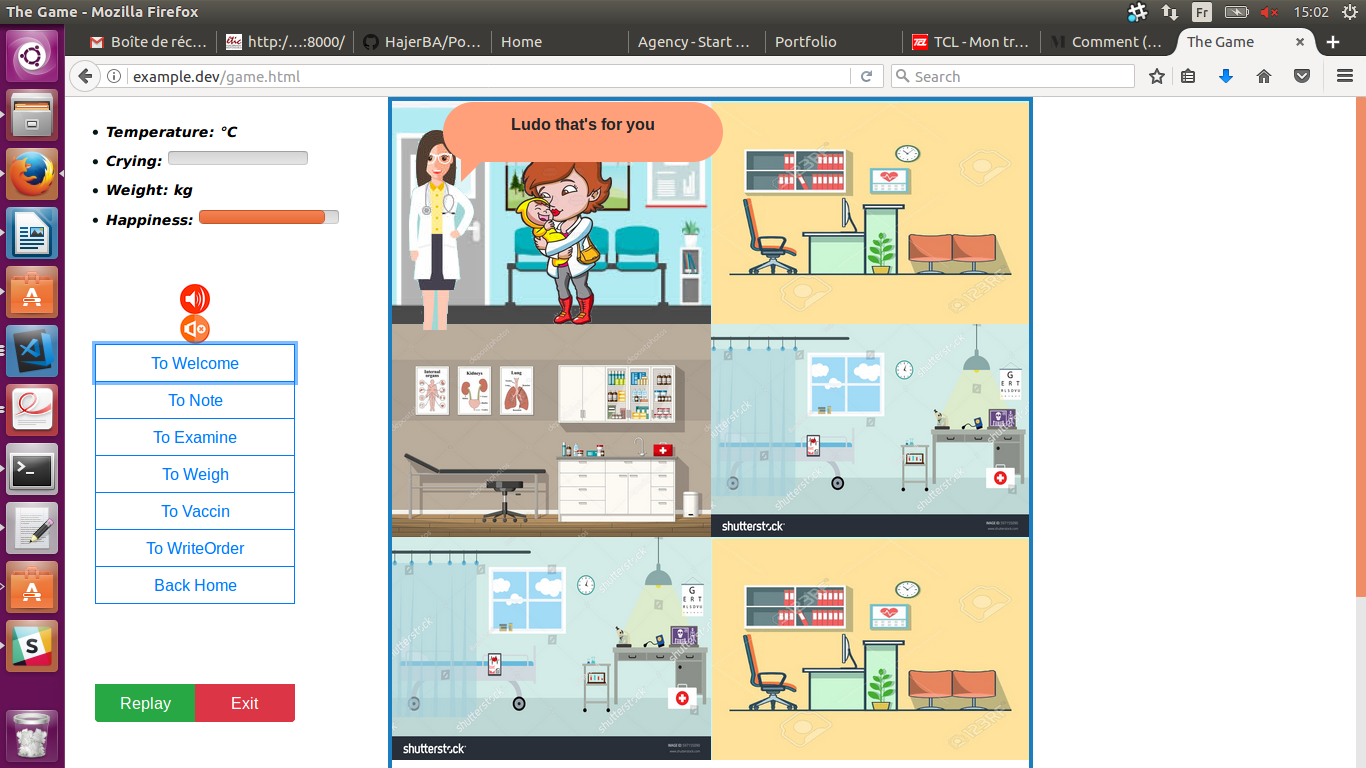 The Game - Mozilla Firefox
Fr
15:02
Boîte de réc...
http:/...:8000/
HajerBA/Po...
Home
Agency - Start ...
Portfolio
TCL - Mon tr...
Comment (...
The Game
example.dev/game.html
Search
Temperature: °C
Crying:
Weight: kg
Happiness:
To Welcome
To Note
To Examine
To Weigh
To Vaccin
To WriteOrder
Back Home
Replay
Exit
Ludo that's for you
Internal organs
Kidneys
Lung
G
E R T
shutterstock
G
E R T
shutterstock